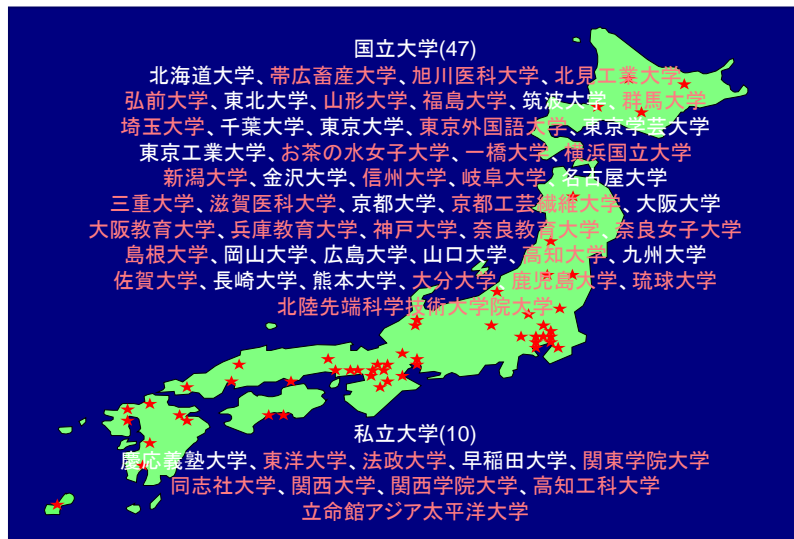 国立大学(47)
北海道大学、帯広畜産大学、旭川医科大学、北見工業大学
弘前大学、東北大学、山形大学、福島大学、筑波大学、群馬大学
埼玉大学、千葉大学、東京大学、東京外国語大学、東京学芸大学
東京工業大学、お茶の水女子大学、一橋大学、横浜国立大学
新潟大学、金沢大学、信州大学、岐阜大学、名古屋大学
三重大学、滋賀医科大学、京都大学、京都工芸繊維大学、大阪大学
大阪教育大学、兵庫教育大学、神戸大学、奈良教育大学、奈良女子大学
島根大学、岡山大学、広島大学、山口大学、高知大学、九州大学
佐賀大学、長崎大学、熊本大学、大分大学、鹿児島大学、琉球大学
北陸先端科学技術大学院大学
私立大学(10)
慶応義塾大学、東洋大学、法政大学、早稲田大学、関東学院大学
同志社大学、関西大学、関西学院大学、高知工科大学
立命館アジア太平洋大学